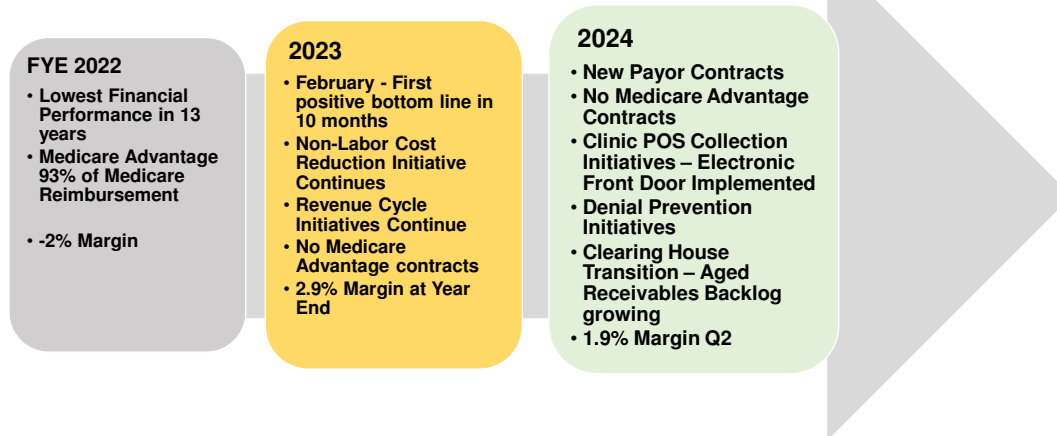 FYE 2022
• Lowest Financial
Performance in 13
years
• Medicare Advantage
93% of Medicare
Reimbursement
• -2% Margin
2023
• February - First
positive bottom line in
10 months
• Non-Labor Cost
Reduction Initiative
Continues
• Revenue Cycle
Initiatives Continue
• No Medicare
Advantage contracts
• 2.9% Margin at Year
End
2024
• New Payor Contracts
• No Medicare Advantage
Contracts
• Clinic POS Collection
Initiatives – Electronic
Front Door Implemented
• Denial Prevention
Initiatives
• Clearing House
Transition – Aged
Receivables Backlog
growing
• 1.9% Margin Q2